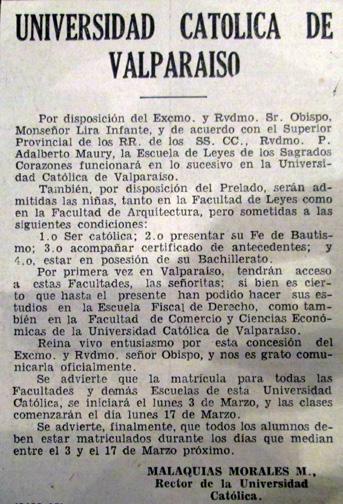 UNIVERSIDAD CATOLICA DE
VALPARAISO
Por disposición del Excmo. y Rvdmo. Sr. Obispo,
Monseñor Lira Infante, y de acuerdo con el Superior
Provincial de los RR. de los SS. CC., Rvdmo. P.
Adalberto Maury, la Escuela de Leyes de los Sagrados
Corazones funcionará en lo sucesivo en la Universi-
dad Católica de Valparaíso.
También, por disposición del Prelado, serán ad-
mitidas las niñas, tanto en la Facultad de Leyes como
en la Facultad de Arquitectura, pero sometidas a las
siguientes condiciones:
1.o Ser católica; 2.o presentar su Fe de Bautis-
mo; 3.o acompañar certificado de antecedentes; y
4.o, estar en posesión de su Bachillerato.
Por primera vez en Valparaíso, tendrán acceso
a estas Facultades, las señoritas; si bien es cier-
to que hasta el presente han podido hacer sus es-
tudios en la Escuela Fiscal de Derecho, como tam-
bién en la Facultad de Comercio y Ciencias Econó-
micas de la Universidad Católica de Valparaíso.
Reina vivo entusiasmo por esta concesión del
Excmo. y Rvdmo. señor Obispo, y nos es grato comu-
nicarla oficialmente.
Se advierte que la matrícula para todas las
Facultades y demás Escuelas de esta Universidad
Católica, se iniciará el lunes 3 de Marzo, y las clases
comenzarán el día lunes 17 de Marzo.
Se advierte, finalmente, que todos los alumnos de-
ben estar matriculados durante los días que median
entre el 3 y el 17 de Marzo próximo.
MALAQUIAS MORALES M.,
Rector de la Universidad
Católica.